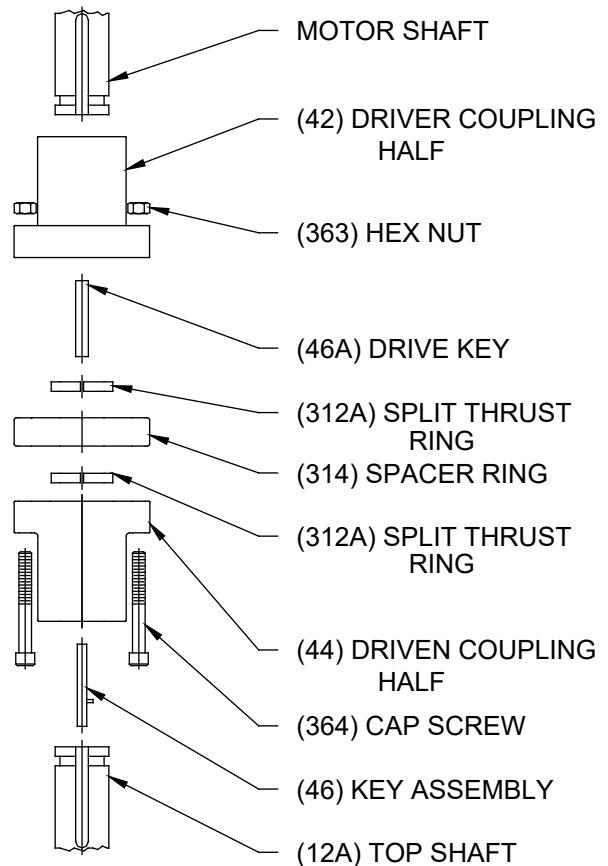 MOTOR SHAFT
(42) DRIVER COUPLING
HALF
(363) HEX NUT
(46A) DRIVE KEY
(312A) SPLIT THRUST
RING
(314) SPACER RING
(312A) SPLIT THRUST
RING
(44) DRIVEN COUPLING
HALF
(364) CAP SCREW
(46) KEY ASSEMBLY
(12A) TOP SHAFT